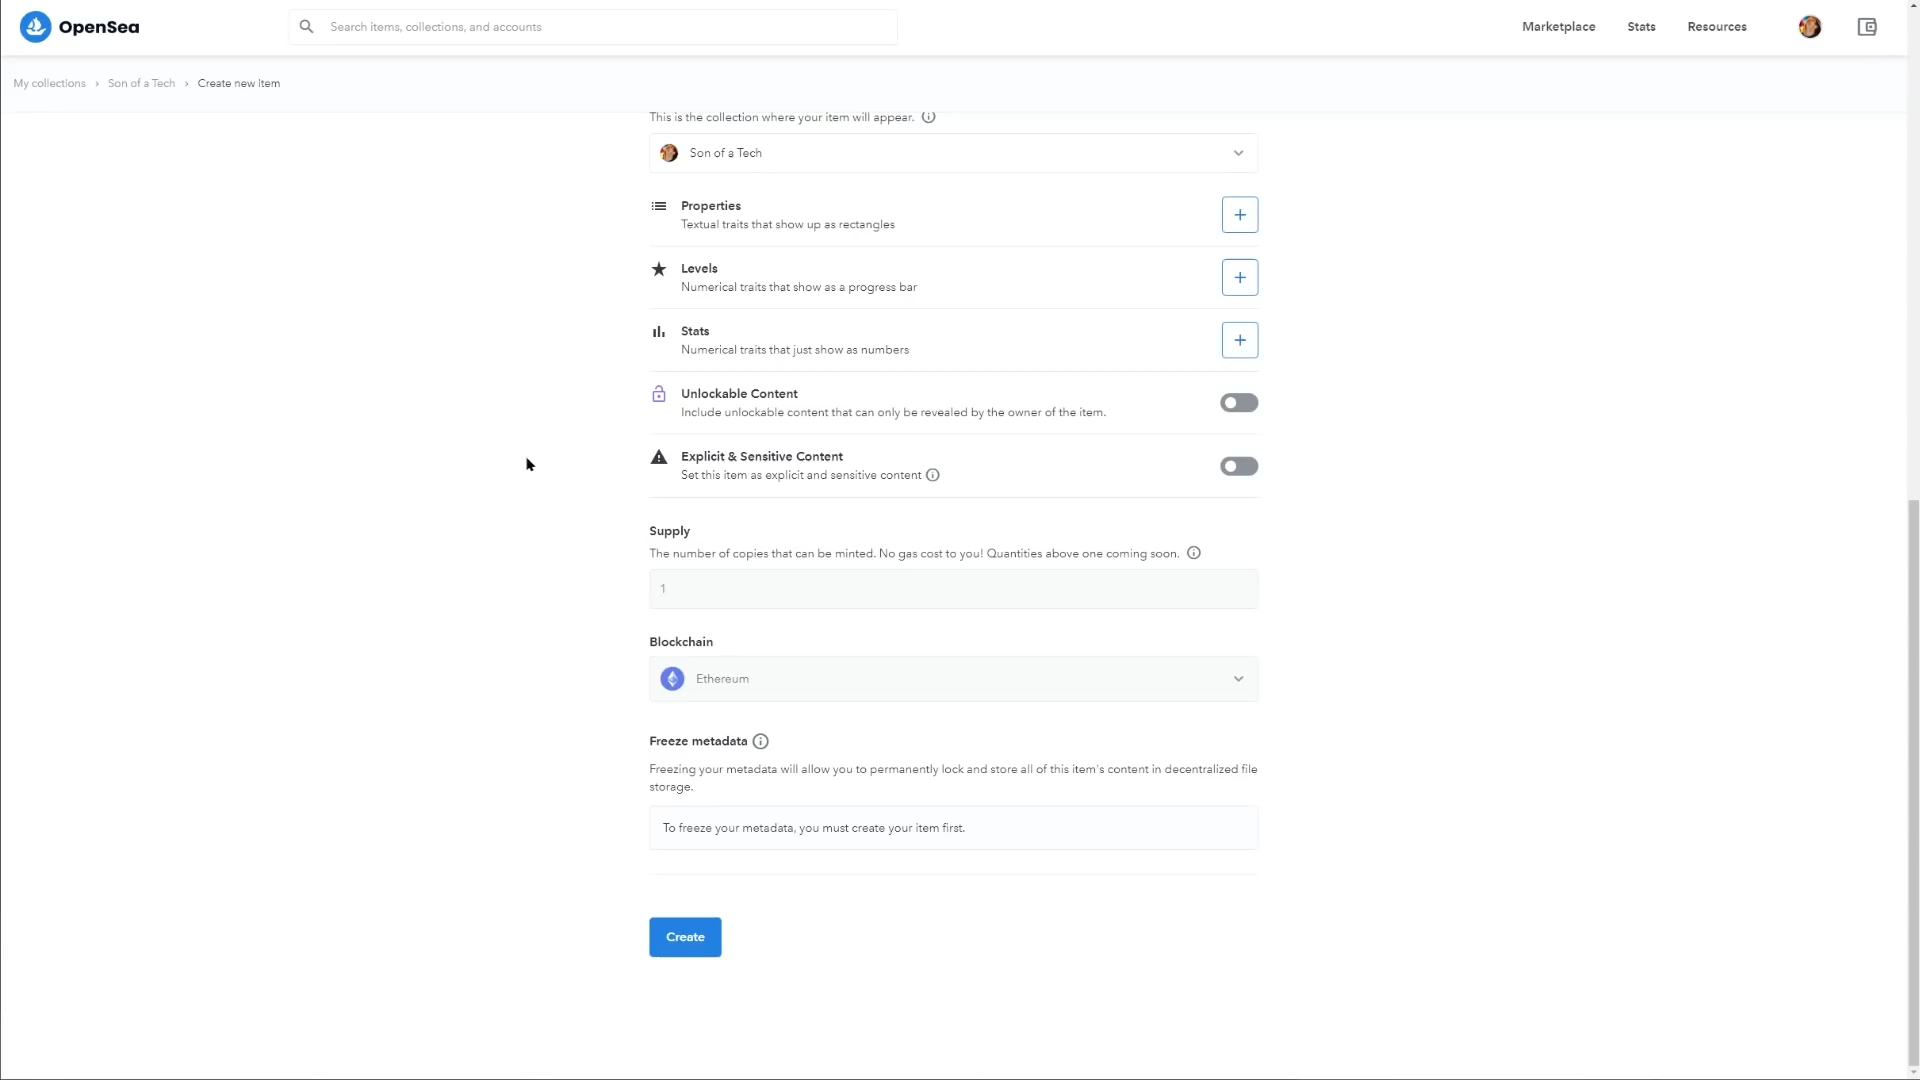 OpenSea
Search items, collections, and accounts
Marketplace
Stats
Resources
My collections > Son of a Tech > Create new item
This is the collection where your item will appear.
Son of a Tech
Properties
Textual traits that show up as rectangles
Levels
Numerical traits that show as a progress bar
Stats
Numerical traits that just show as numbers
Unlockable Content
Include unlockable content that can only be revealed by the owner of the item.
Explicit & Sensitive Content
Set this item as explicit and sensitive content
Supply
The number of copies that can be minted. No gas cost to you! Quantities above one coming soon.
1
Blockchain
Ethereum
Freeze metadata
Freezing your metadata will allow you to permanently lock and store all of this item's content in decentralized file
storage.
To freeze your metadata, you must create your item first.
Create